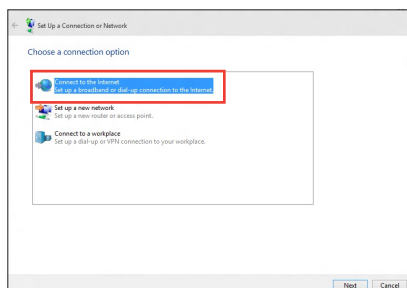 Set Up a Connection or Network
Choose a connection option
Connect to the Internet
Set up a broadband or dial-up connection to the Internet.
Set up a new network
Set up a new router or access point.
Connect to a workplace
Set up a dial-up or VPN connection to your workplace.
Next Cancel